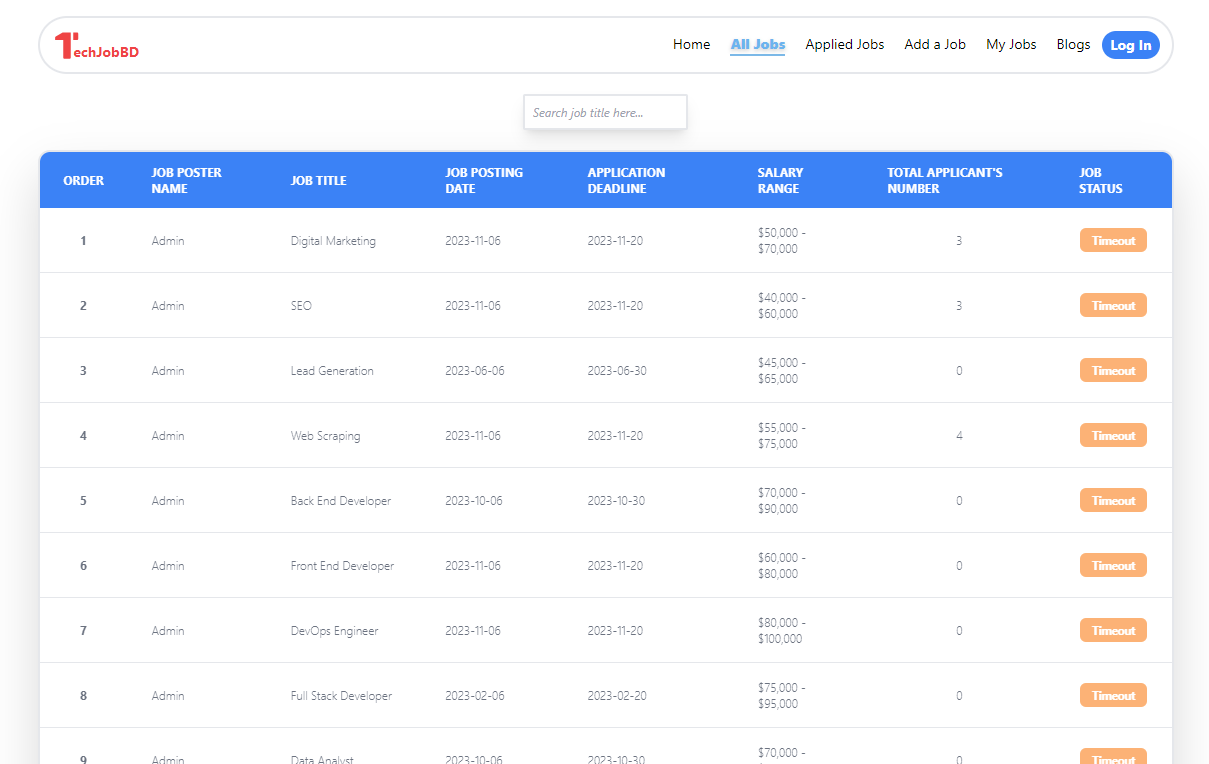 TechJobBD
Home All Jobs Applied Jobs Add a Job My Jobs Blogs Log In
Search job title here...
ORDER JOB POSTER NAME JOB TITLE JOB POSTING DATE APPLICATION DEADLINE SALARY RANGE TOTAL APPLICANT'S NUMBER JOB STATUS
1 Admin Digital Marketing 2023-11-06 2023-11-20 $50,000 - $70,000 3 Timeout
2 Admin SEO 2023-11-06 2023-11-20 $40,000 - $60,000 3 Timeout
3 Admin Lead Generation 2023-06-06 2023-06-30 $45,000 - $65,000 0 Timeout
4 Admin Web Scraping 2023-11-06 2023-11-20 $55,000 - $75,000 4 Timeout
5 Admin Back End Developer 2023-10-06 2023-10-30 $70,000 - $90,000 0 Timeout
6 Admin Front End Developer 2023-11-06 2023-11-20 $60,000 - $80,000 0 Timeout
7 Admin DevOps Engineer 2023-11-06 2023-11-20 $80,000 - $100,000 0 Timeout
8 Admin Full Stack Developer 2023-02-06 2023-02-20 $75,000 - $95,000 0 Timeout
9 Admin Data Analyst 2023-10-06 2023-10-30 $70,000 - 0 Timeout